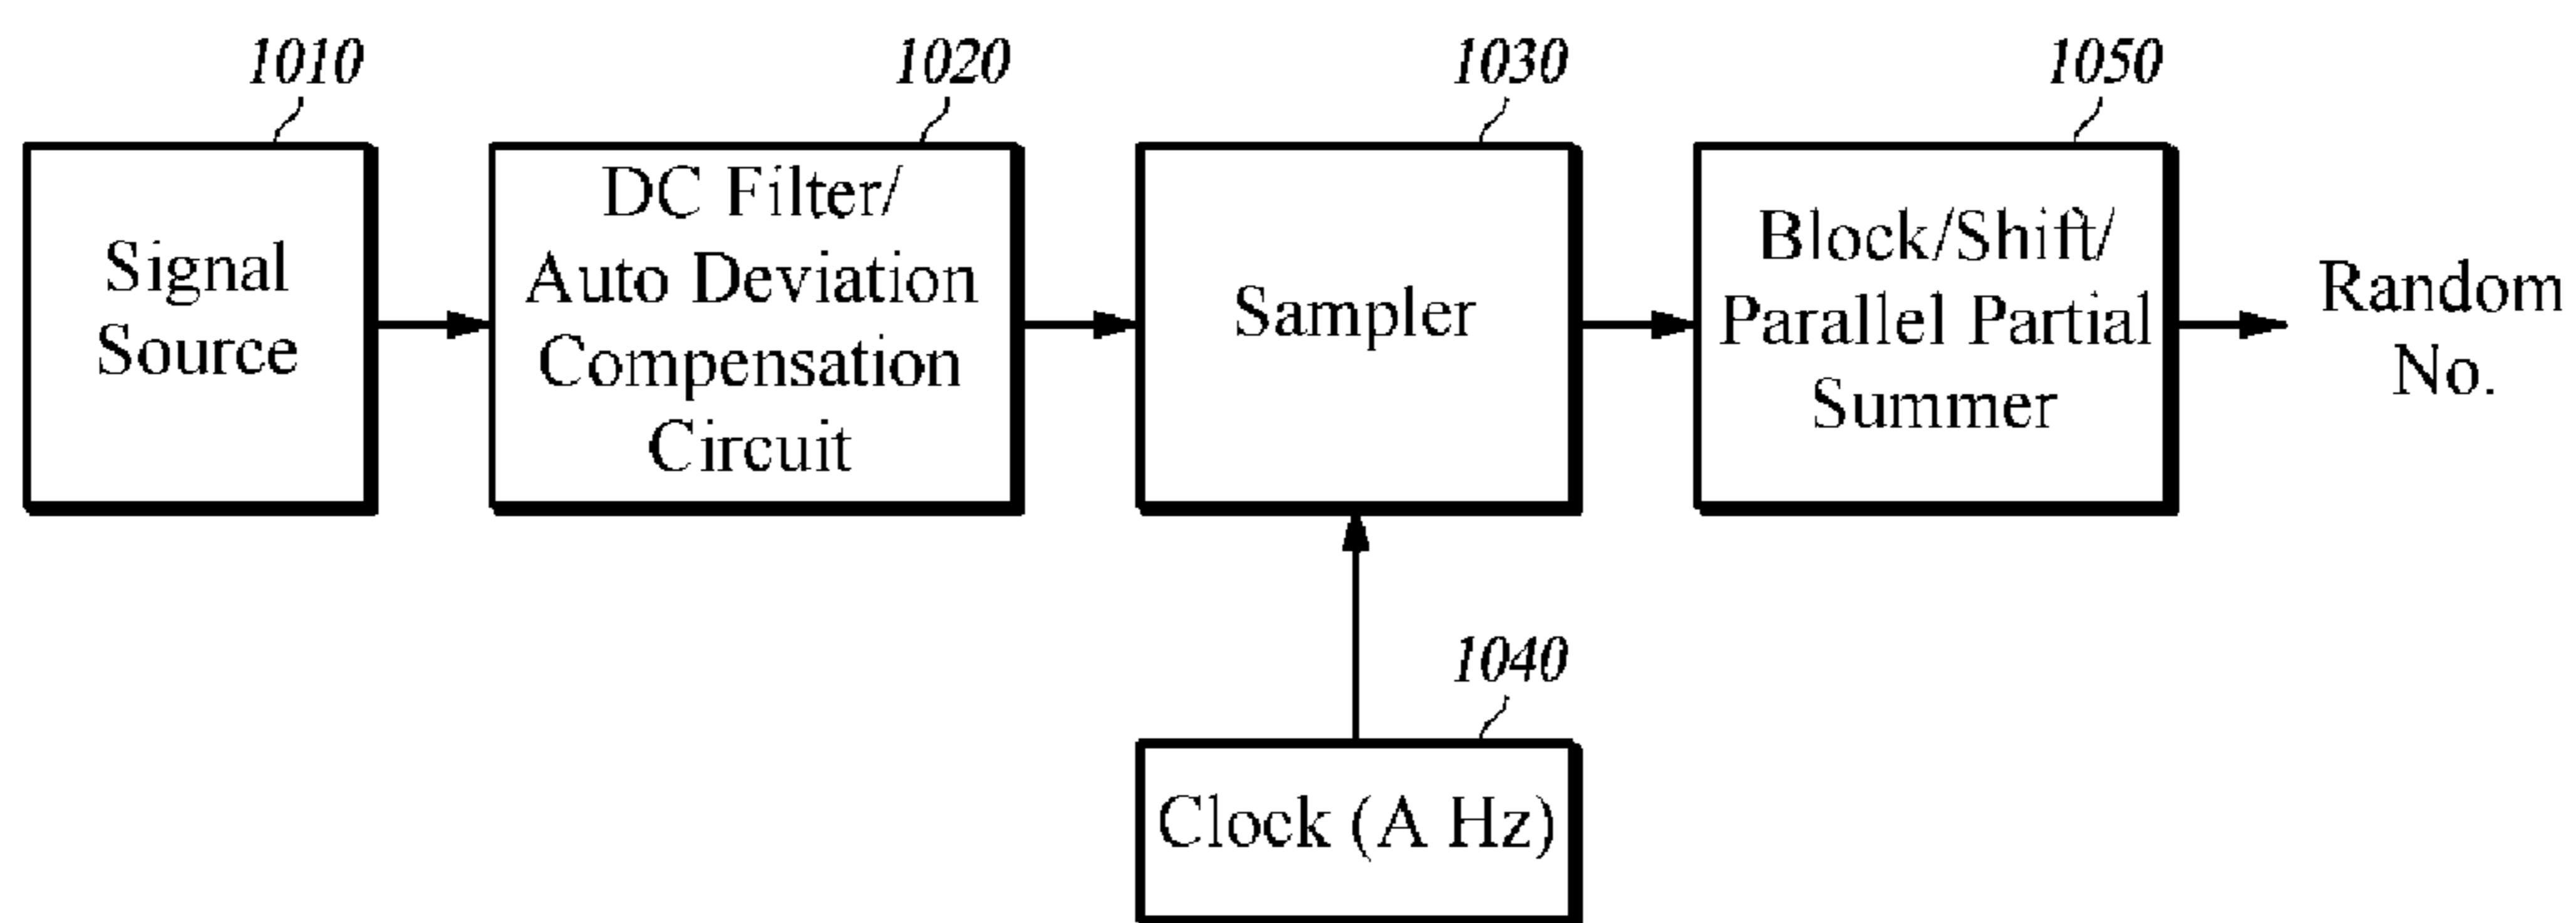 1010
1020
1030
1050
Signal
Source
DC Filter/
Auto Deviation
Compensation
Circuit
Sampler
Block/Shift/
Parallel Partial
Summer
Random
No.
1040
Clock (A Hz)